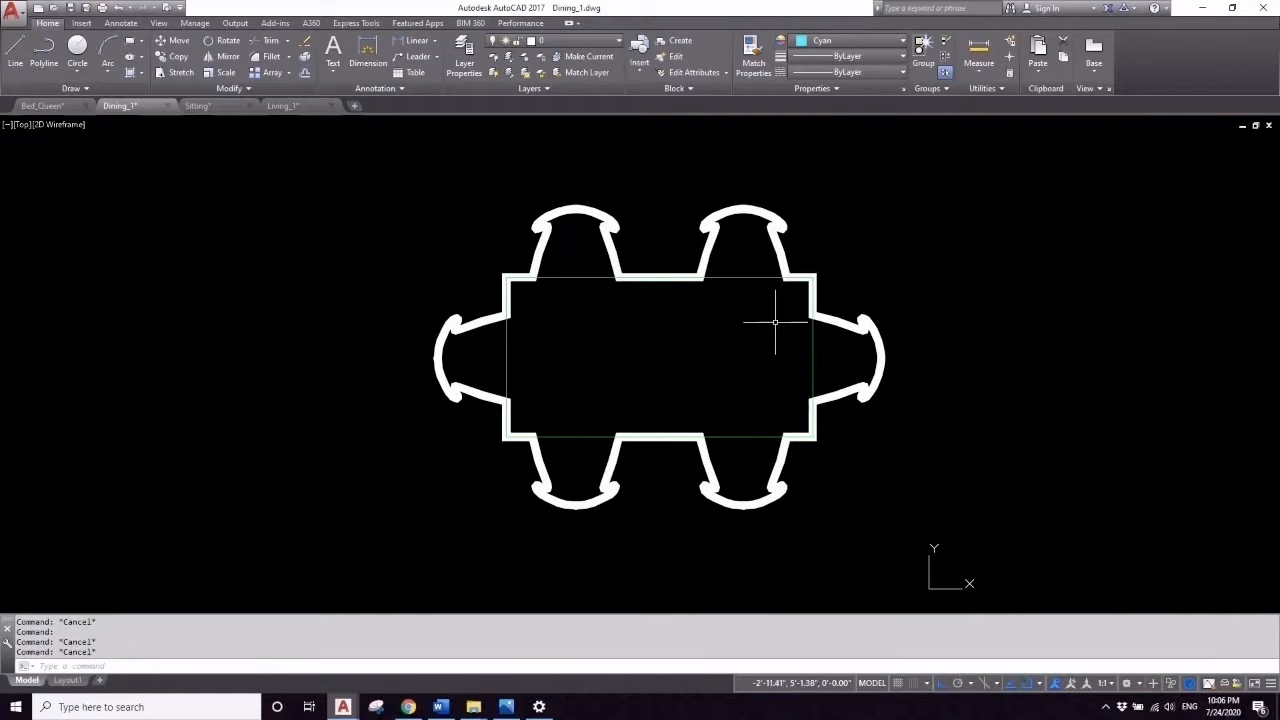 Autodesk AutoCAD 2017 Dining_1.dwg
Type a keyword or phrase
Sign In
Home Insert Annotate View Manage Output Add-ins A360 Express Tools Featured Apps BIM 360 Performance
Line Polyline Circle Arc
Move Rotate Trim
Copy Mirror Fillet
Stretch Scale Array
Text Dimension
Linear
Leader
Table
Layer Properties
0
Make Current
Match Layer
Insert
Create
Edit
Edit Attributes
Match Properties
Cyan
ByLayer
ByLayer
Group
Measure
Paste
Base
Draw Modify Annotation Layers Block Properties Groups Utilities Clipboard View
Bed_Queen* Dining_1* Sitting* Living_1*
[−][Top][2D Wireframe]
Y
X
Command: *Cancel*
Command:
Command: *Cancel*
Command: *Cancel*
Type a command
Model Layout1
-2'-11.41", 5'-1.38", 0'-0.00" MODEL 1:1
Type here to search
ENG
10:06 PM
7/24/2020